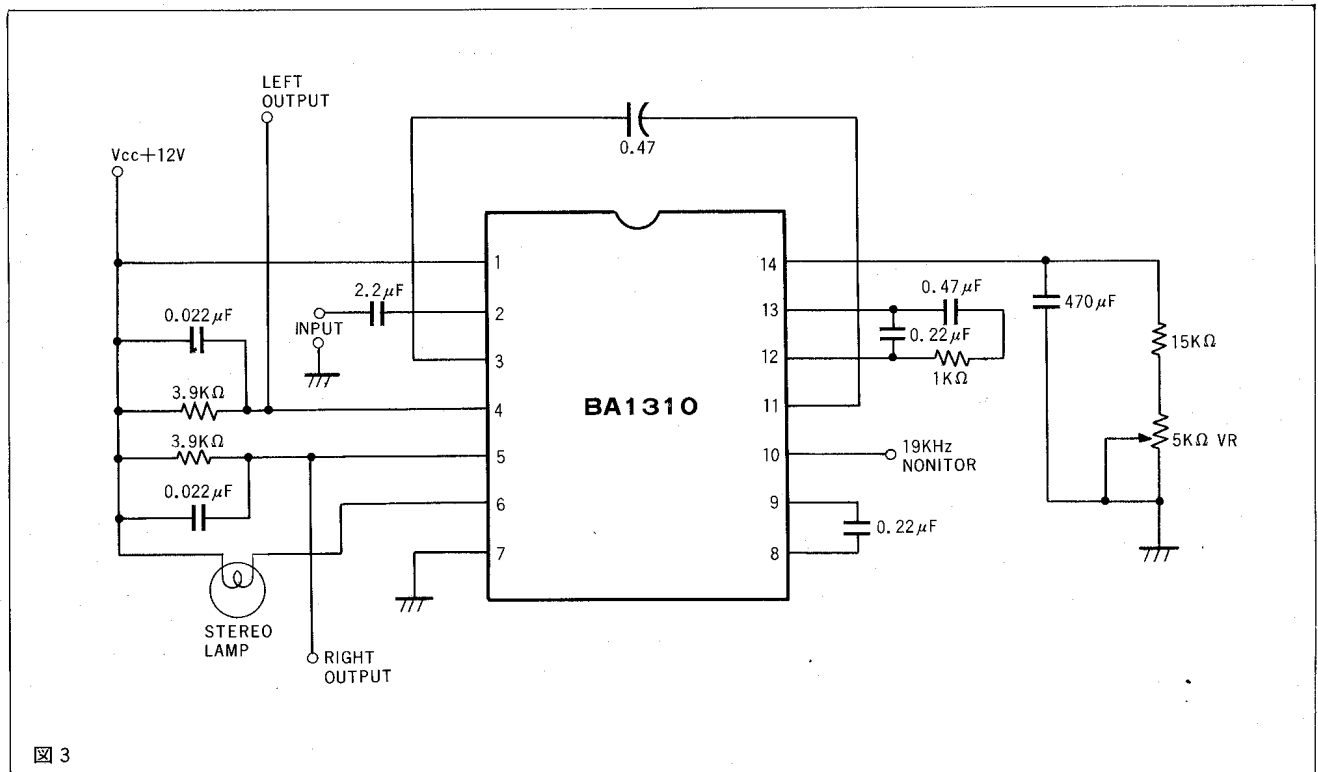 LEFT
OUTPUT
Vcc+12V
0.47
1
14
2.2μF
0.47μF
470μF
0.022μF
2
13
INPUT
0.22μF
15KΩ
3
12
1KΩ
3.9KΩ
BA1310
4
11
3.9KΩ
5KΩ VR
5
10
19KHz
NONITOR
0.022μF
6
9
0.22μF
7
8
STEREO
LAMP
RIGHT
OUTPUT
図3